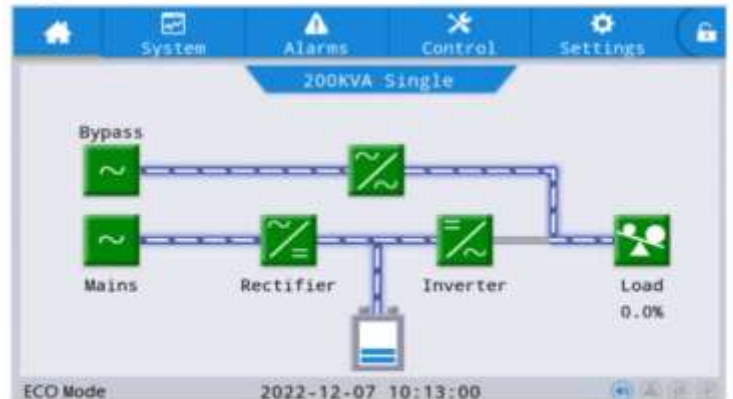 System Alarms Control Settings
200KVA Single
Bypass
Mains Rectifier Inverter Load
0.0%
ECO Mode 2022-12-07 10:13:00